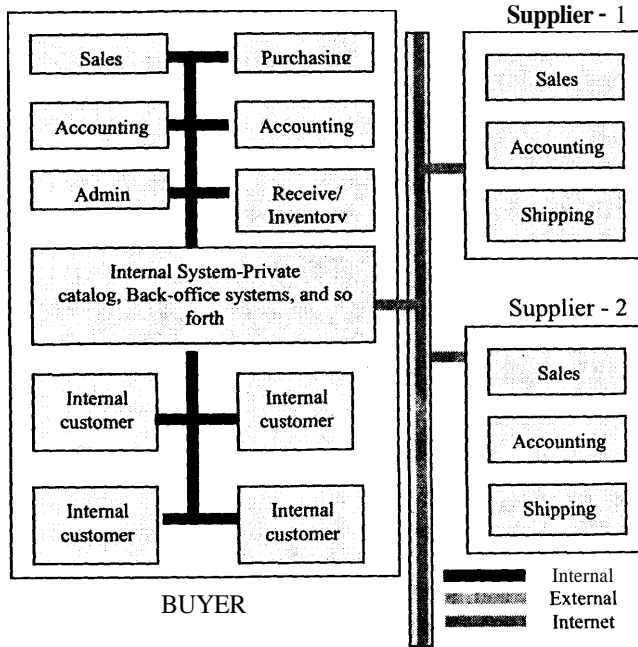 Sales
Purchasing
Accounting
Accounting
Admin
Receive/
Inventory
Internal System-Private
catalog, Back-office systems, and so
forth
Internal
customer
Internal
customer
Internal
customer
Internal
customer
BUYER
Supplier - 1
Sales
Accounting
Shipping
Supplier - 2
Sales
Accounting
Shipping
Internal
External
Internet